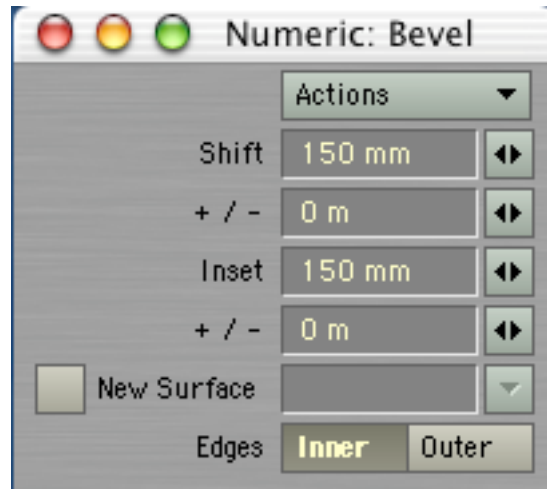 Numeric: Bevel
Actions
Shift 150 mm
+ / - 0 m
Inset 150 mm
+ / - 0 m
New Surface
Edges Inner Outer